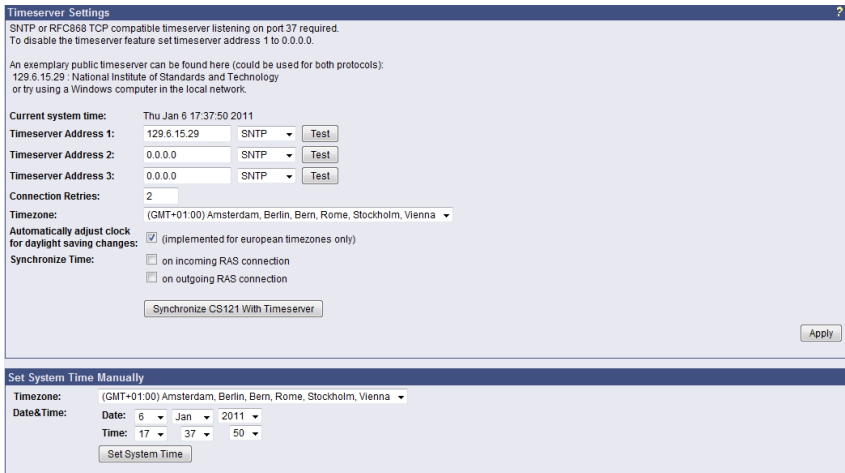 Timeserver Settings ?
SNTP or RFC868 TCP compatible timeserver listening on port 37 required.
To disable the timeserver feature set timeserver address 1 to 0.0.0.0.
An exemplary public timeserver can be found here (could be used for both protocols):
129.6.15.29 : National Institute of Standards and Technology
or try using a Windows computer in the local network.
Current system time: Thu Jan 6 17:37:50 2011
Timeserver Address 1: 129.6.15.29 SNTP Test
Timeserver Address 2: 0.0.0.0 SNTP Test
Timeserver Address 3: 0.0.0.0 SNTP Test
Connection Retries: 2
Timezone: (GMT+01:00) Amsterdam, Berlin, Bern, Rome, Stockholm, Vienna
Automatically adjust clock
for daylight saving changes: (implemented for european timezones only)
Synchronize Time: on incoming RAS connection
on outgoing RAS connection
Synchronize CS121 With Timeserver
Apply
Set System Time Manually
Timezone: (GMT+01:00) Amsterdam, Berlin, Bern, Rome, Stockholm, Vienna
Date&Time: Date: 6 Jan 2011
Time: 17 37 50
Set System Time